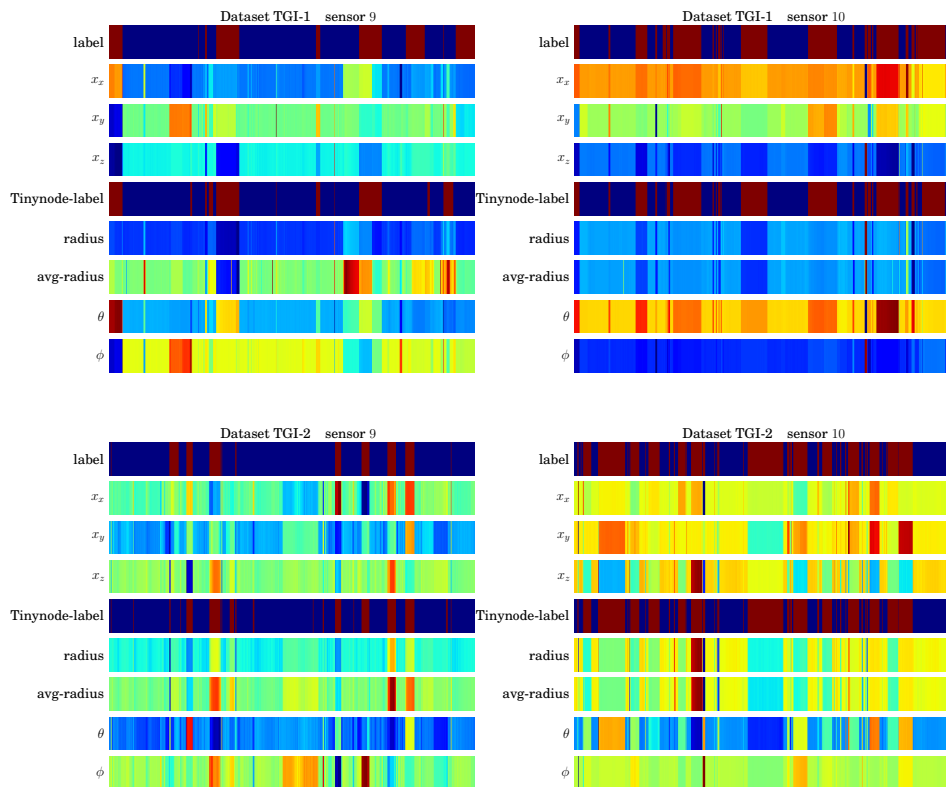 Dataset TGI-1 sensor 9
label
x_x
x_y
x_z
Tinynode-label
radius
avg-radius
θ
ϕ
Dataset TGI-1 sensor 10
label
x_x
x_y
x_z
Tinynode-label
radius
avg-radius
θ
ϕ
Dataset TGI-2 sensor 9
label
x_x
x_y
x_z
Tinynode-label
radius
avg-radius
θ
ϕ
Dataset TGI-2 sensor 10
label
x_x
x_y
x_z
Tinynode-label
radius
avg-radius
θ
ϕ